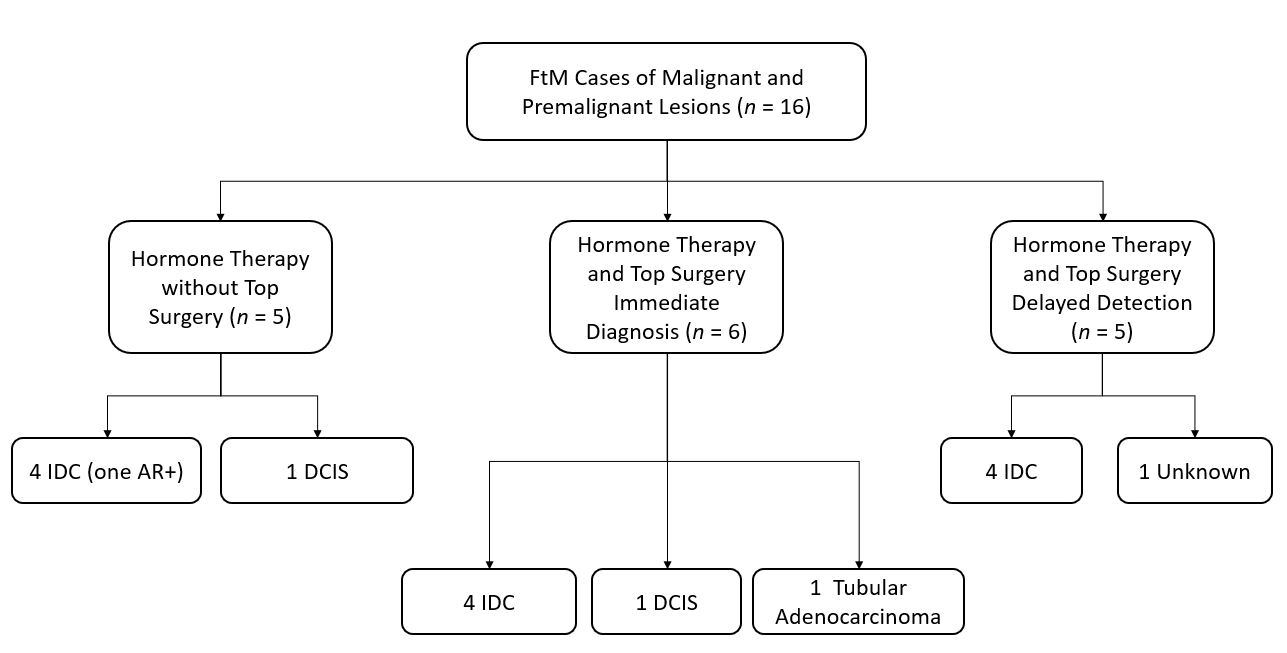 FtM Cases of Malignant and
Premalignant Lesions (n = 16)
Hormone Therapy
without Top
Surgery (n = 5)
Hormone Therapy
and Top Surgery
Immediate
Diagnosis (n = 6)
Hormone Therapy
and Top Surgery
Delayed Detection
(n = 5)
4 IDC (one AR+)
1 DCIS
4 IDC
1 Unknown
4 IDC
1 DCIS
1  Tubular
Adenocarcinoma